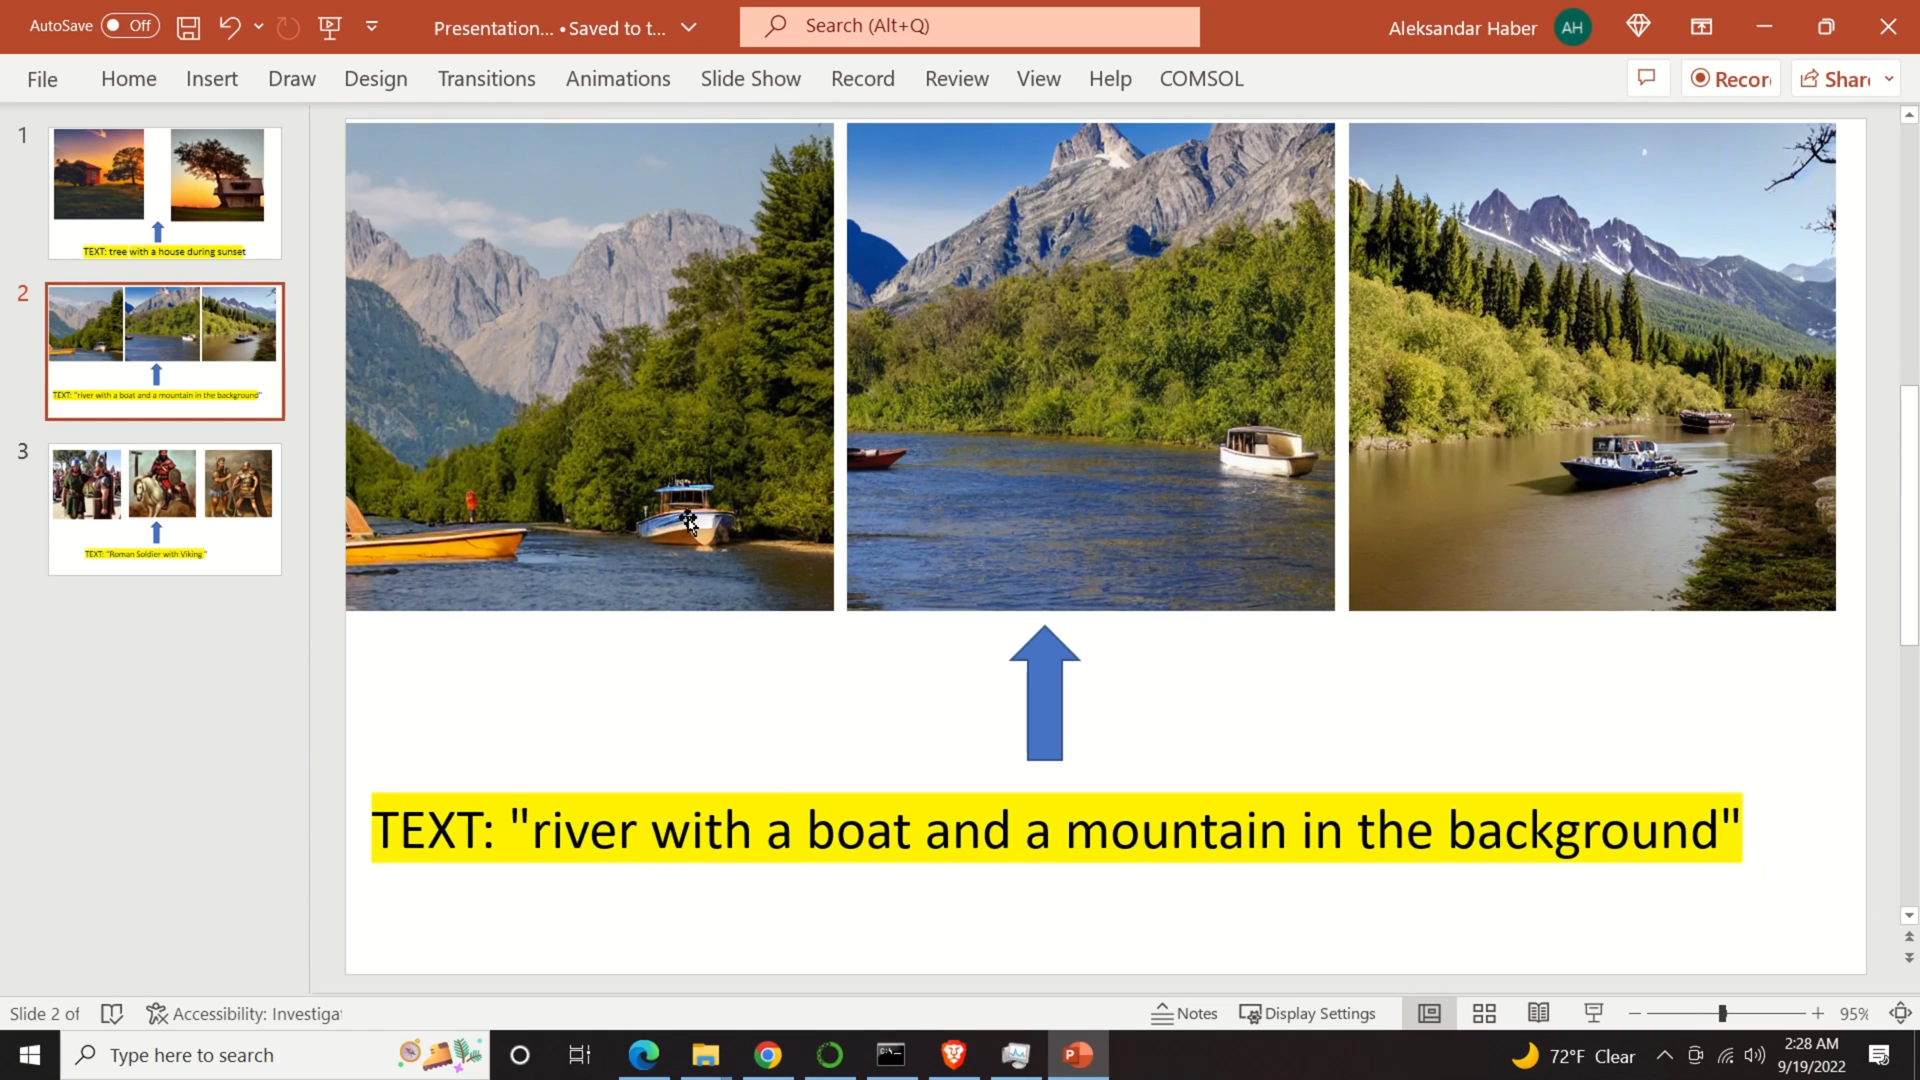 AutoSave Off Presentation... • Saved to t... Search (Alt+Q) Aleksandar Haber AH
File Home Insert Draw Design Transitions Animations Slide Show Record Review View Help COMSOL Recor Shar
1
TEXT: tree with a house during sunset
2
TEXT: "river with a boat and a mountain in the background"
3
TEXT: "Roman Soldier with Viking "
TEXT: "river with a boat and a mountain in the background"
Slide 2 of Accessibility: Investiga Notes Display Settings 95%
Type here to search 72°F Clear 2:28 AM
9/19/2022